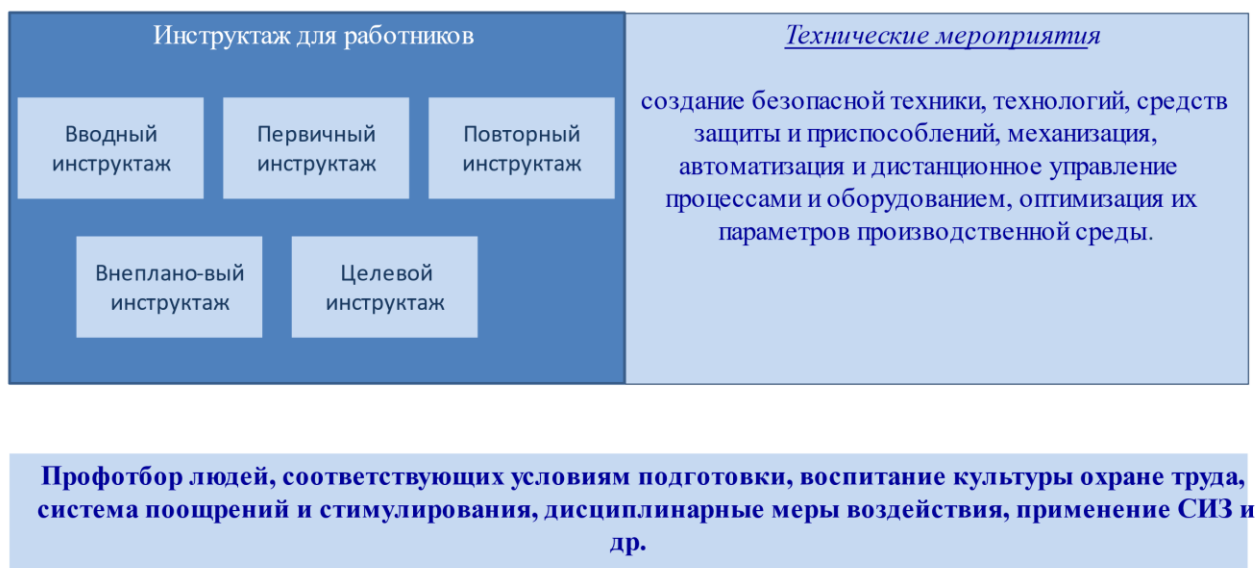 Инструктаж для работников
Вводный
инструктаж
Первичный
инструктаж
Повторный
инструктаж
Внеплано-вый
инструктаж
Целевой
инструктаж
Технические мероприятия
создание безопасной техники, технологий, средств
защиты и приспособлений, механизация,
автоматизация и дистанционное управление
процессами и оборудованием, оптимизация их
параметров производственной среды.
Профотбор людей, соответствующих условиям подготовки, воспитание культуры охране труда,
система поощрений и стимулирования, дисциплинарные меры воздействия, применение СИЗ и
др.